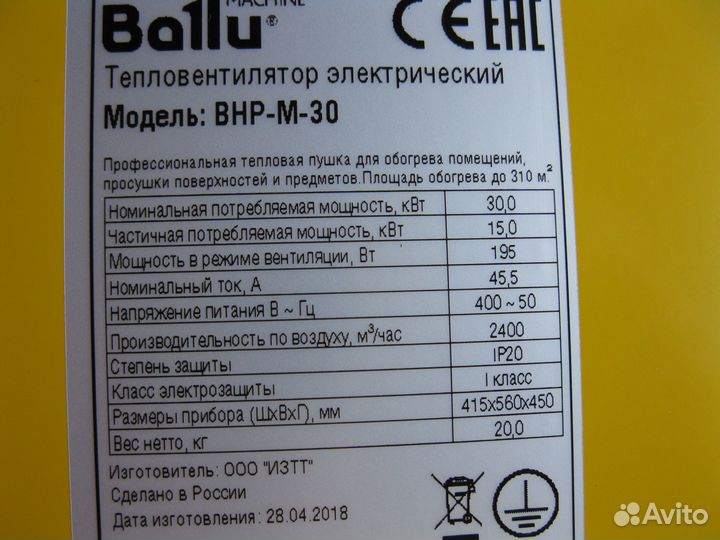 MACHINE
Ballu®
CE EAC
Тепловентилятор электрический
Модель: BHP-M-30
Профессиональная тепловая пушка для обогрева помещений,
просушки поверхностей и предметов.Площадь обогрева до 310 м.²
Номинальная потребляемая мощность, кВт 30,0
Частичная потребляемая мощность, кВт 15,0
Мощность в режиме вентиляции, Вт 195
Номинальный ток, А 45,5
Напряжение питания В ~ Гц 400 ~ 50
Производительность по воздуху, м³/час 2400
Степень защиты IP20
Класс электрозащиты I класс
Размеры прибора (ШхВхГ), мм 415х560х450
Вес нетто, кг 20,0
Изготовитель: ООО "ИЗТТ"
Сделано в России
Дата изготовления: 28.04.2018
Avito